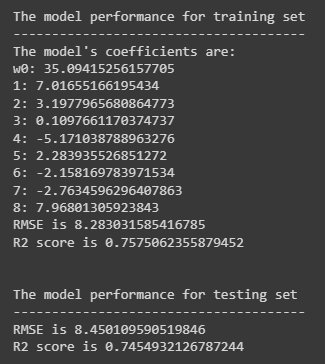 The model performance for training set
--------------------------------------
The model's coefficients are:
w0: 35.09415256157705
1: 7.01655166195434
2: 3.1977965680864773
3: 0.1097661170374737
4: -5.171038788963276
5: 2.283935526851272
6: -2.158169783971534
7: -2.7634596296407863
8: 7.96801305923843
RMSE is 8.283031585416785
R2 score is 0.7575062355879452
The model performance for testing set
--------------------------------------
RMSE is 8.450109590519846
R2 score is 0.7454932126787244